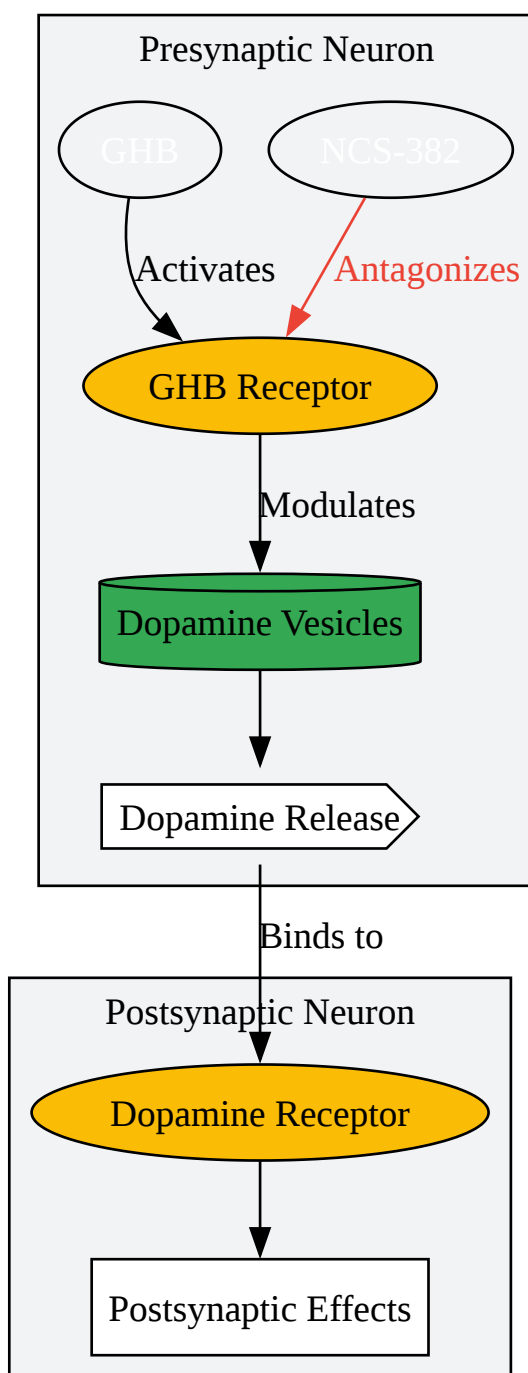 Presynaptic Neuron
GHB
NCS-382
Activates
Antagonizes
GHB Receptor
Modulates
Dopamine Vesicles
Dopamine Release
Binds to
Postsynaptic Neuron
Dopamine Receptor
Postsynaptic Effects